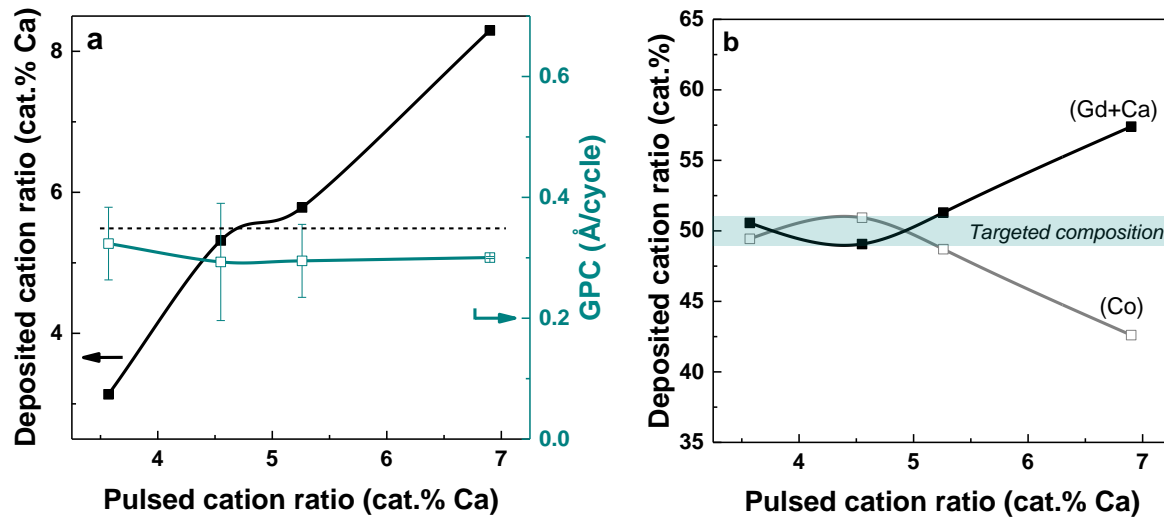 a
Deposited cation ratio (cat.% Ca)
8
6
4
4
5
6
7
Pulsed cation ratio (cat.% Ca)
0.6
0.4
0.2
0.0
GPC (Å/cycle)
b
Deposited cation ratio (cat.%)
65
60
55
50
45
40
35
(Gd+Ca)
Targeted composition
(Co)
4
5
6
7
Pulsed cation ratio (cat.% Ca)